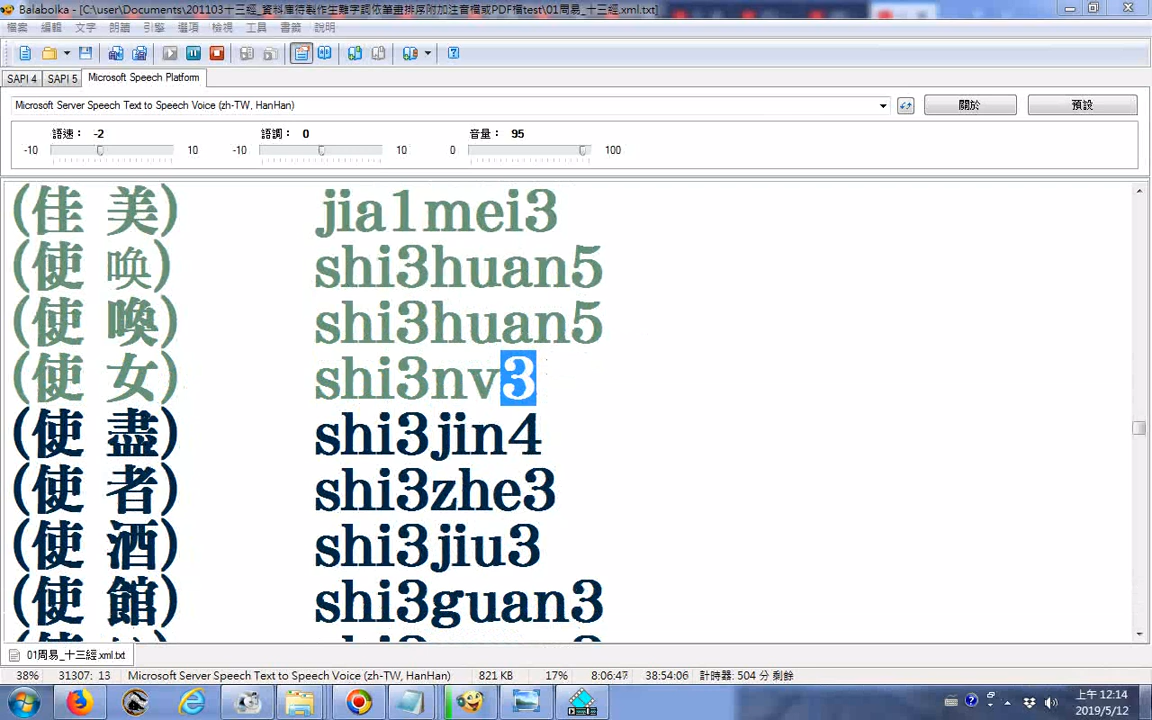 Balabolka - [C:\user\Documents\201103十三經_資料庫待製作生難字詞依筆畫排序附加注音檔或PDF檔test\01周易_十三經.xml.txt]
檔案 編輯 文字 朗讀 引擎 選項 檢視 工具 書籤 說明
SAPI 4 SAPI 5 Microsoft Speech Platform
Microsoft Server Speech Text to Speech Voice (zh-TW, HanHan) 關於 預設
語速： -2 語調： 0 音量： 95
-10 10 -10 10 0 100
(佳 美) jia1mei3
(使 唤) shi3huan5
(使 喚) shi3huan5
(使 女) shi3nv3
(使 盡) shi3jin4
(使 者) shi3zhe3
(使 酒) shi3jiu3
(使 館) shi3guan3
01周易_十三經.xml.txt
38% 31307: 13 Microsoft Server Speech Text to Speech Voice (zh-TW, HanHan) 821 KB 17% 8:06:47 38:54:06 計時器: 504 分 剩餘
上午 12:14
2019/5/12